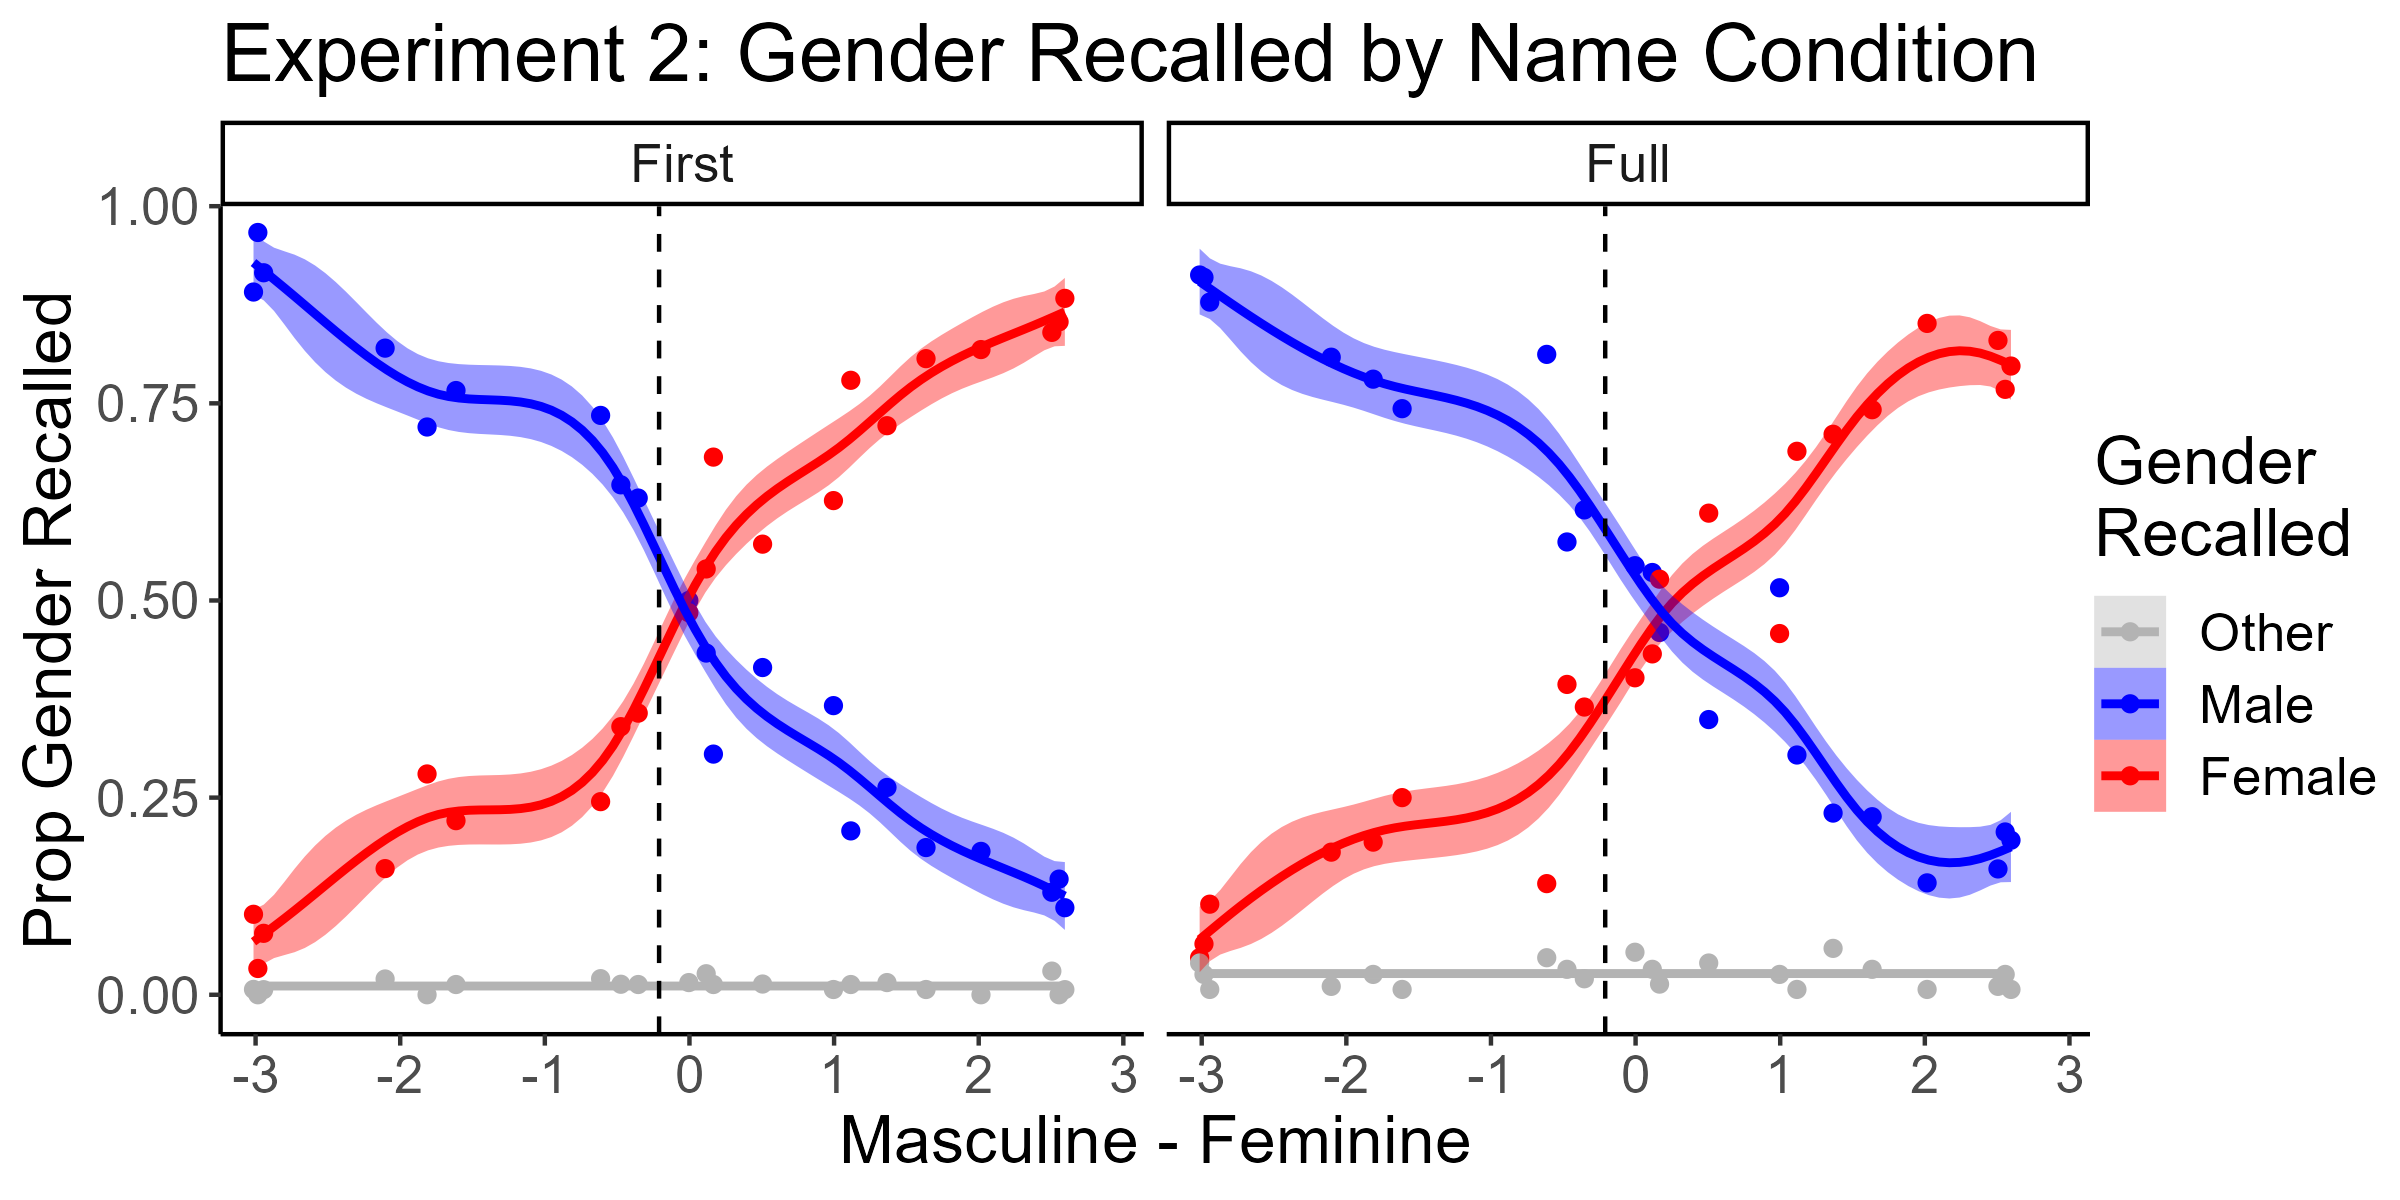 Experiment 2: Gender Recalled by Name Condition
First
Full
Prop Gender Recalled
1.00
0.75
0.50
0.25
0.00
-3 -2 -1 0 1 2 3
-3 -2 -1 0 1 2 3
Masculine - Feminine
Gender
Recalled
Other
Male
Female